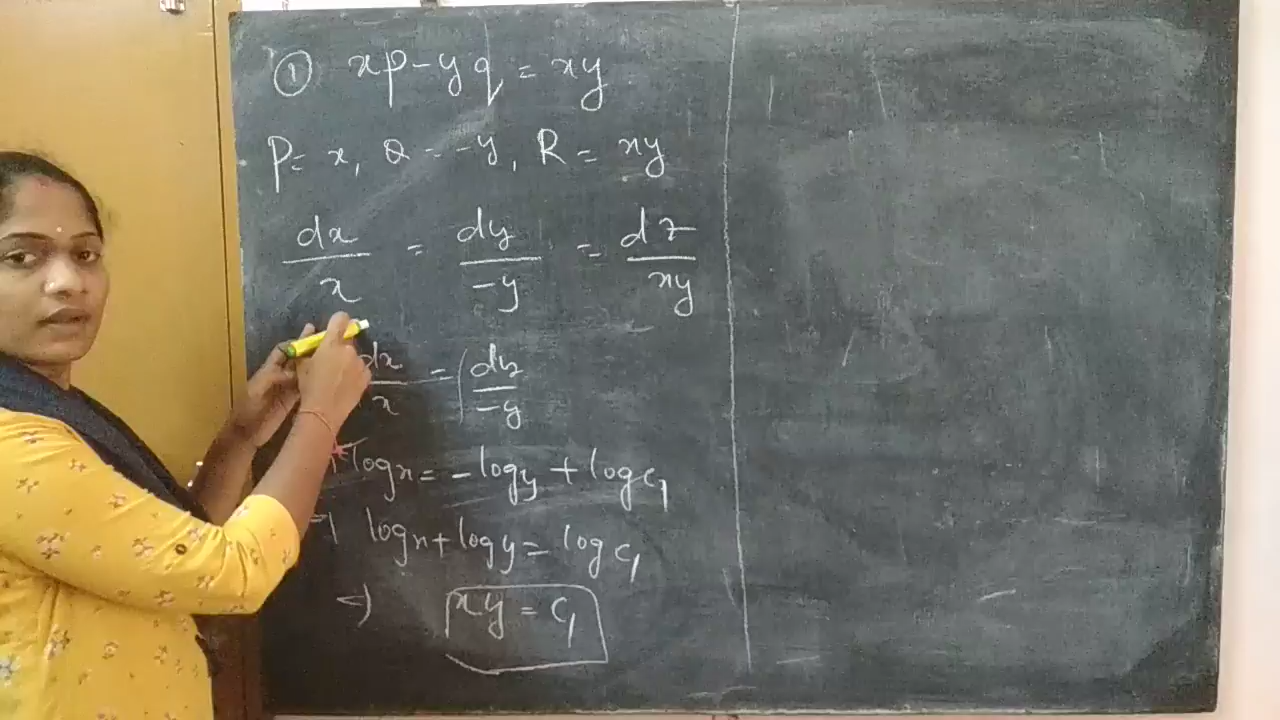 ① xp - yq = xy
P = x, Q = -y, R = xy
dx/x = dy/-y = dz/xy
dx/x = ∫ dy/-y
log x = - log y + log c₁
⇒ log x + log y = log c₁
⇒ xy = c₁